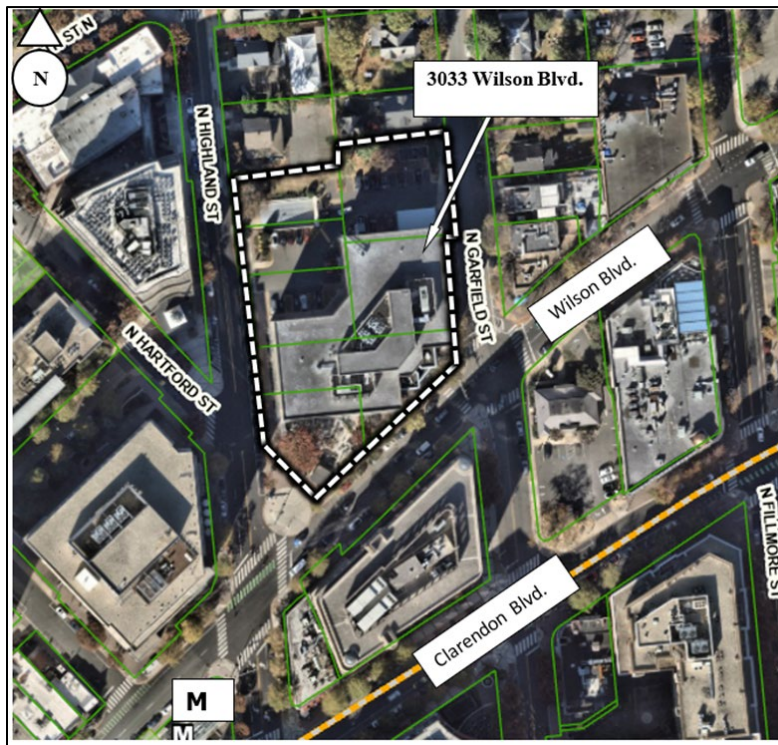 N ST N
N
3033 Wilson Blvd.
N HIGHLAND ST
N GARFIELD ST
Wilson Blvd.
N HARTFORD ST
N FILLMORE ST
Clarendon Blvd.
M
M